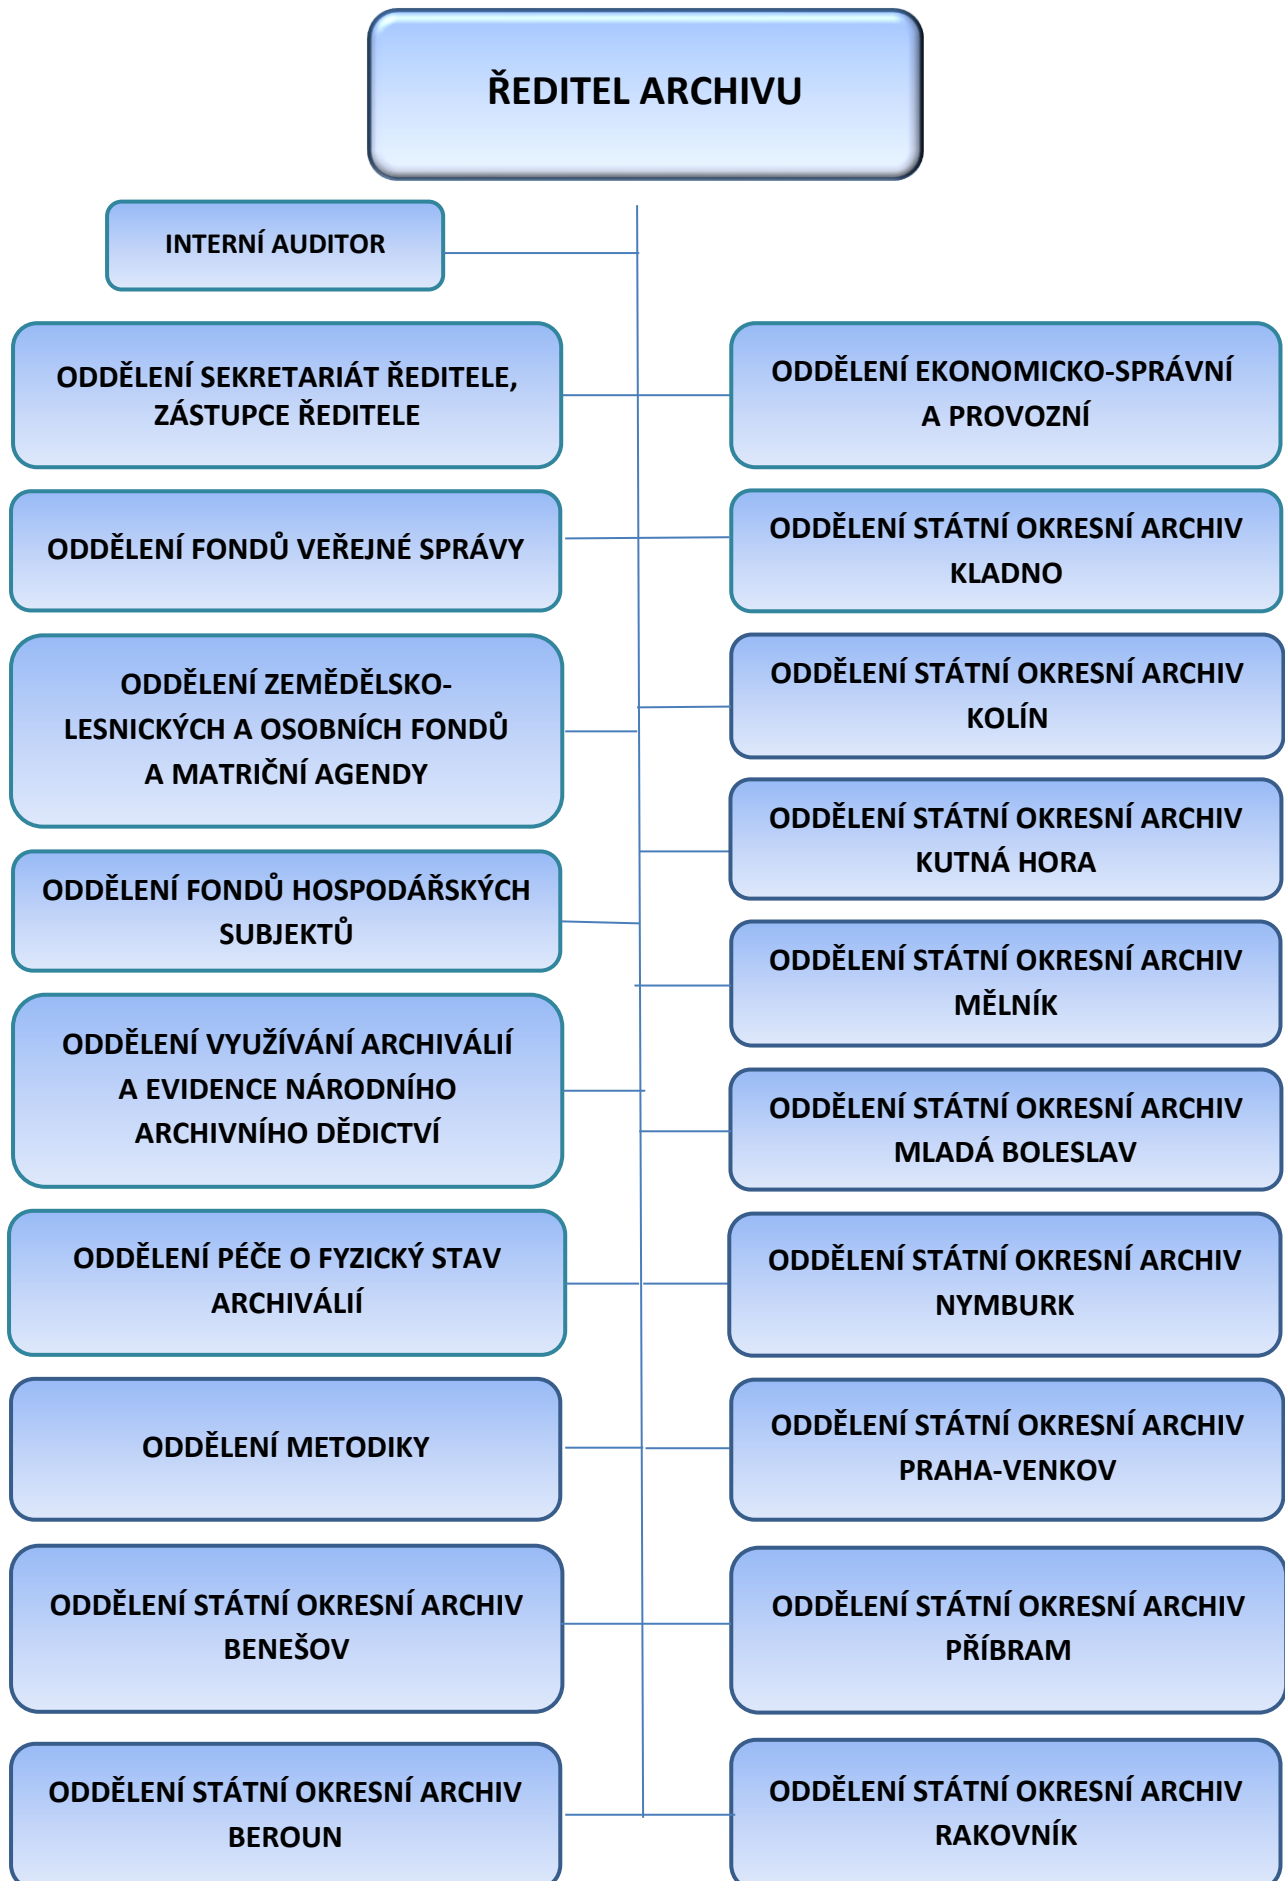 ŘEDITEL ARCHIVU
INTERNÍ AUDITOR
ODDĚLENÍ SEKRETARIÁT ŘEDITELE,
ZÁSTUPCE ŘEDITELE
ODDĚLENÍ EKONOMICKO-SPRÁVNÍ
A PROVOZNÍ
ODDĚLENÍ FONDŮ VEŘEJNÉ SPRÁVY
ODDĚLENÍ STÁTNÍ OKRESNÍ ARCHIV
KLADNO
ODDĚLENÍ ZEMĚDĚLSKO-
LESNICKÝCH A OSOBNÍCH FONDŮ
A MATRIČNÍ AGENDY
ODDĚLENÍ STÁTNÍ OKRESNÍ ARCHIV
KOLÍN
ODDĚLENÍ STÁTNÍ OKRESNÍ ARCHIV
KUTNÁ HORA
ODDĚLENÍ FONDŮ HOSPODÁŘSKÝCH
SUBJEKTŮ
ODDĚLENÍ STÁTNÍ OKRESNÍ ARCHIV
MĚLNÍK
ODDĚLENÍ VYUŽÍVÁNÍ ARCHIVÁLIÍ
A EVIDENCE NÁRODNÍHO
ARCHIVNÍHO DĚDICTVÍ
ODDĚLENÍ STÁTNÍ OKRESNÍ ARCHIV
MLADÁ BOLESLAV
ODDĚLENÍ PÉČE O FYZICKÝ STAV
ARCHIVÁLIÍ
ODDĚLENÍ STÁTNÍ OKRESNÍ ARCHIV
NYMBURK
ODDĚLENÍ METODIKY
ODDĚLENÍ STÁTNÍ OKRESNÍ ARCHIV
PRAHA-VENKOV
ODDĚLENÍ STÁTNÍ OKRESNÍ ARCHIV
BENEŠOV
ODDĚLENÍ STÁTNÍ OKRESNÍ ARCHIV
PŘÍBRAM
ODDĚLENÍ STÁTNÍ OKRESNÍ ARCHIV
BEROUN
ODDĚLENÍ STÁTNÍ OKRESNÍ ARCHIV
RAKOVNÍK